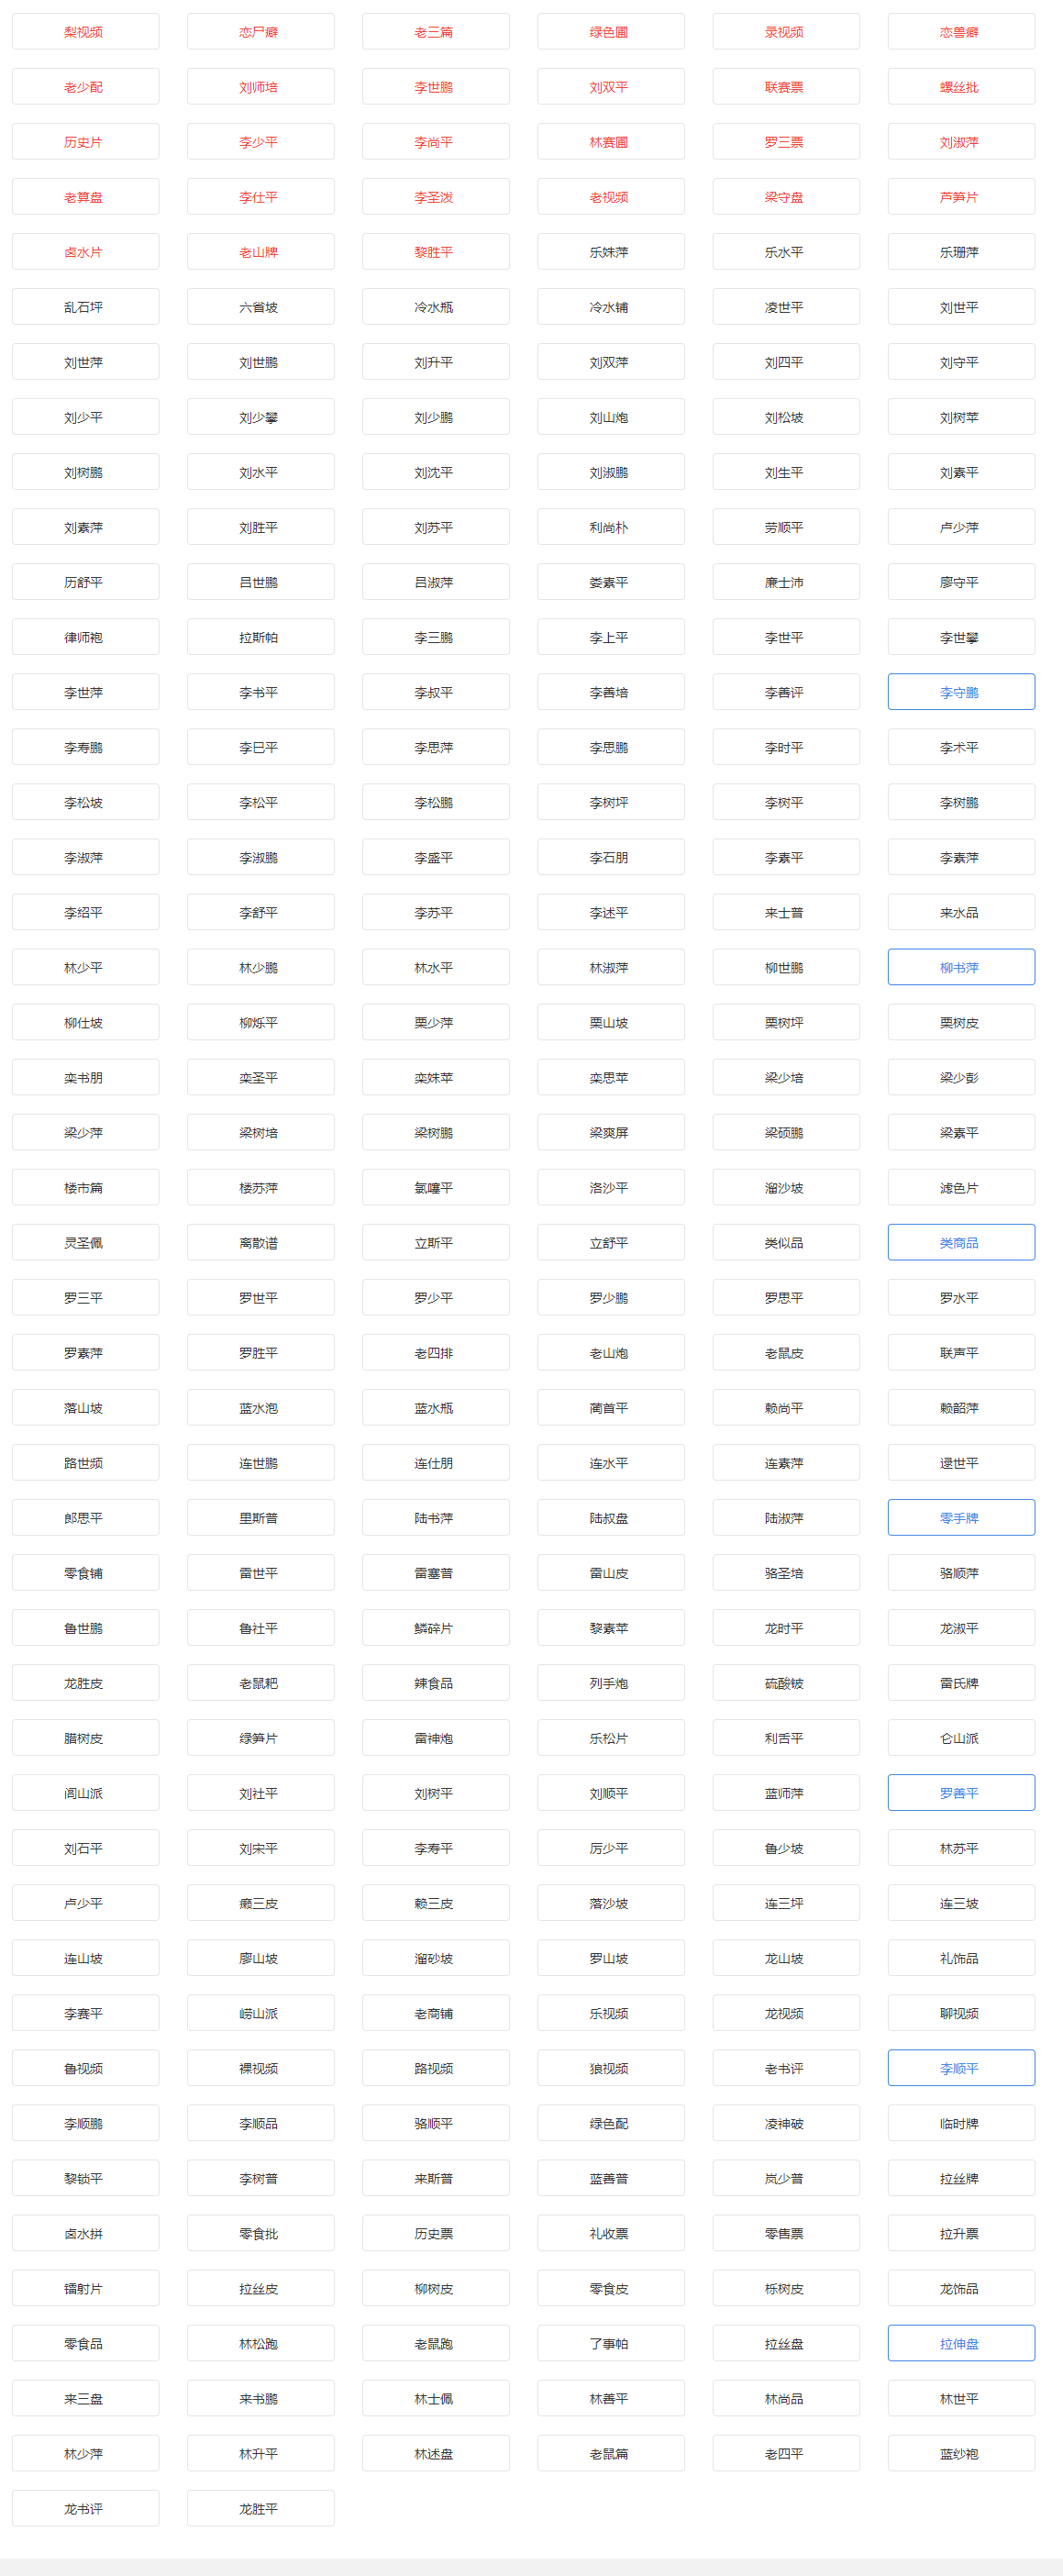 梨视频 恋尸癖 老三篇 绿色圃 录视频 恋兽癖
老少配 刘师培 李世鹏 刘双平 联赛票 螺丝批
历史片 李少平 李尚平 林赛圃 罗三票 刘淑萍
老算盘 李仕平 李圣泼 老视频 梁守盘 芦笋片
卤水片 老山牌 黎胜平 乐姝萍 乐水平 乐珊萍
乱石坪 六省坡 冷水瓶 冷水铺 凌世平 刘世平
刘世萍 刘世鹏 刘升平 刘双萍 刘四平 刘守平
刘少平 刘少攀 刘少鹏 刘山炮 刘松坡 刘树苹
刘树鹏 刘水平 刘沈平 刘淑鹏 刘生平 刘素平
刘素萍 刘胜平 刘苏平 利尚朴 劳顺平 卢少萍
历舒平 吕世鹏 吕淑萍 娄素平 廉士沛 廖守平
律师袍 拉斯帕 李三鹏 李上平 李世平 李世攀
李世萍 李书平 李叔平 李善培 李善评 李守鹏
李寿鹏 李巳平 李思萍 李思鹏 李时平 李术平
李松坡 李松平 李松鹏 李树坪 李树平 李树鹏
李淑萍 李淑鹏 李盛平 李石朋 李素平 李素萍
李绍平 李舒平 李苏平 李述平 来士普 来水品
林少平 林少鹏 林水平 林淑萍 柳世鹏 柳书萍
柳仕坡 柳烁平 栗少萍 栗山坡 栗树坪 栗树皮
栾书朋 栾圣平 栾姝苹 栾思苹 梁少培 梁少彭
梁少萍 梁树培 梁树鹏 梁爽屏 梁硕鹏 梁素平
楼市篇 楼苏萍 氯噻平 洛沙平 溜沙坡 滤色片
灵圣佩 离散谱 立斯平 立舒平 类似品 类商品
罗三平 罗世平 罗少平 罗少鹏 罗思平 罗水平
罗素萍 罗胜平 老四排 老山炮 老鼠皮 联声平
落山坡 蓝水泡 蓝水瓶 蔺首平 赖尚平 赖韶萍
路世频 连世鹏 连仕朋 连水平 连素萍 逯世平
郎思平 里斯普 陆书萍 陆叔盘 陆淑萍 零手牌
零食铺 雷世平 雷塞普 雷山皮 骆圣培 骆顺萍
鲁世鹏 鲁社平 鳞碎片 黎素苹 龙时平 龙淑平
龙胜皮 老鼠耙 辣食品 列手炮 硫酸铍 雷氏牌
腊树皮 绿笋片 雷神炮 乐松片 利舌平 仑山派
闾山派 刘社平 刘树平 刘顺平 蓝师萍 罗善平
刘石平 刘宋平 李寿平 厉少平 鲁少坡 林苏平
卢少平 癞三皮 赖三皮 落沙坡 连三坪 连三坡
连山坡 廖山坡 溜砂坡 罗山坡 龙山坡 礼饰品
李赛平 崂山派 老商铺 乐视频 龙视频 聊视频
鲁视频 裸视频 路视频 狼视频 老书评 李顺平
李顺鹏 李顺品 骆顺平 绿色配 凌神破 临时牌
黎锁平 李树普 来斯普 蓝善普 岚少普 拉丝牌
卤水拼 零食批 历史票 礼收票 零售票 拉升票
镭射片 拉丝皮 柳树皮 零食皮 栎树皮 龙饰品
零食品 林松跑 老鼠跑 了事帕 拉丝盘 拉伸盘
来三盘 来书鹏 林士佩 林善平 林尚品 林世平
林少萍 林升平 林述盘 老鼠篇 老四平 蓝纱袍
龙书评 龙胜平